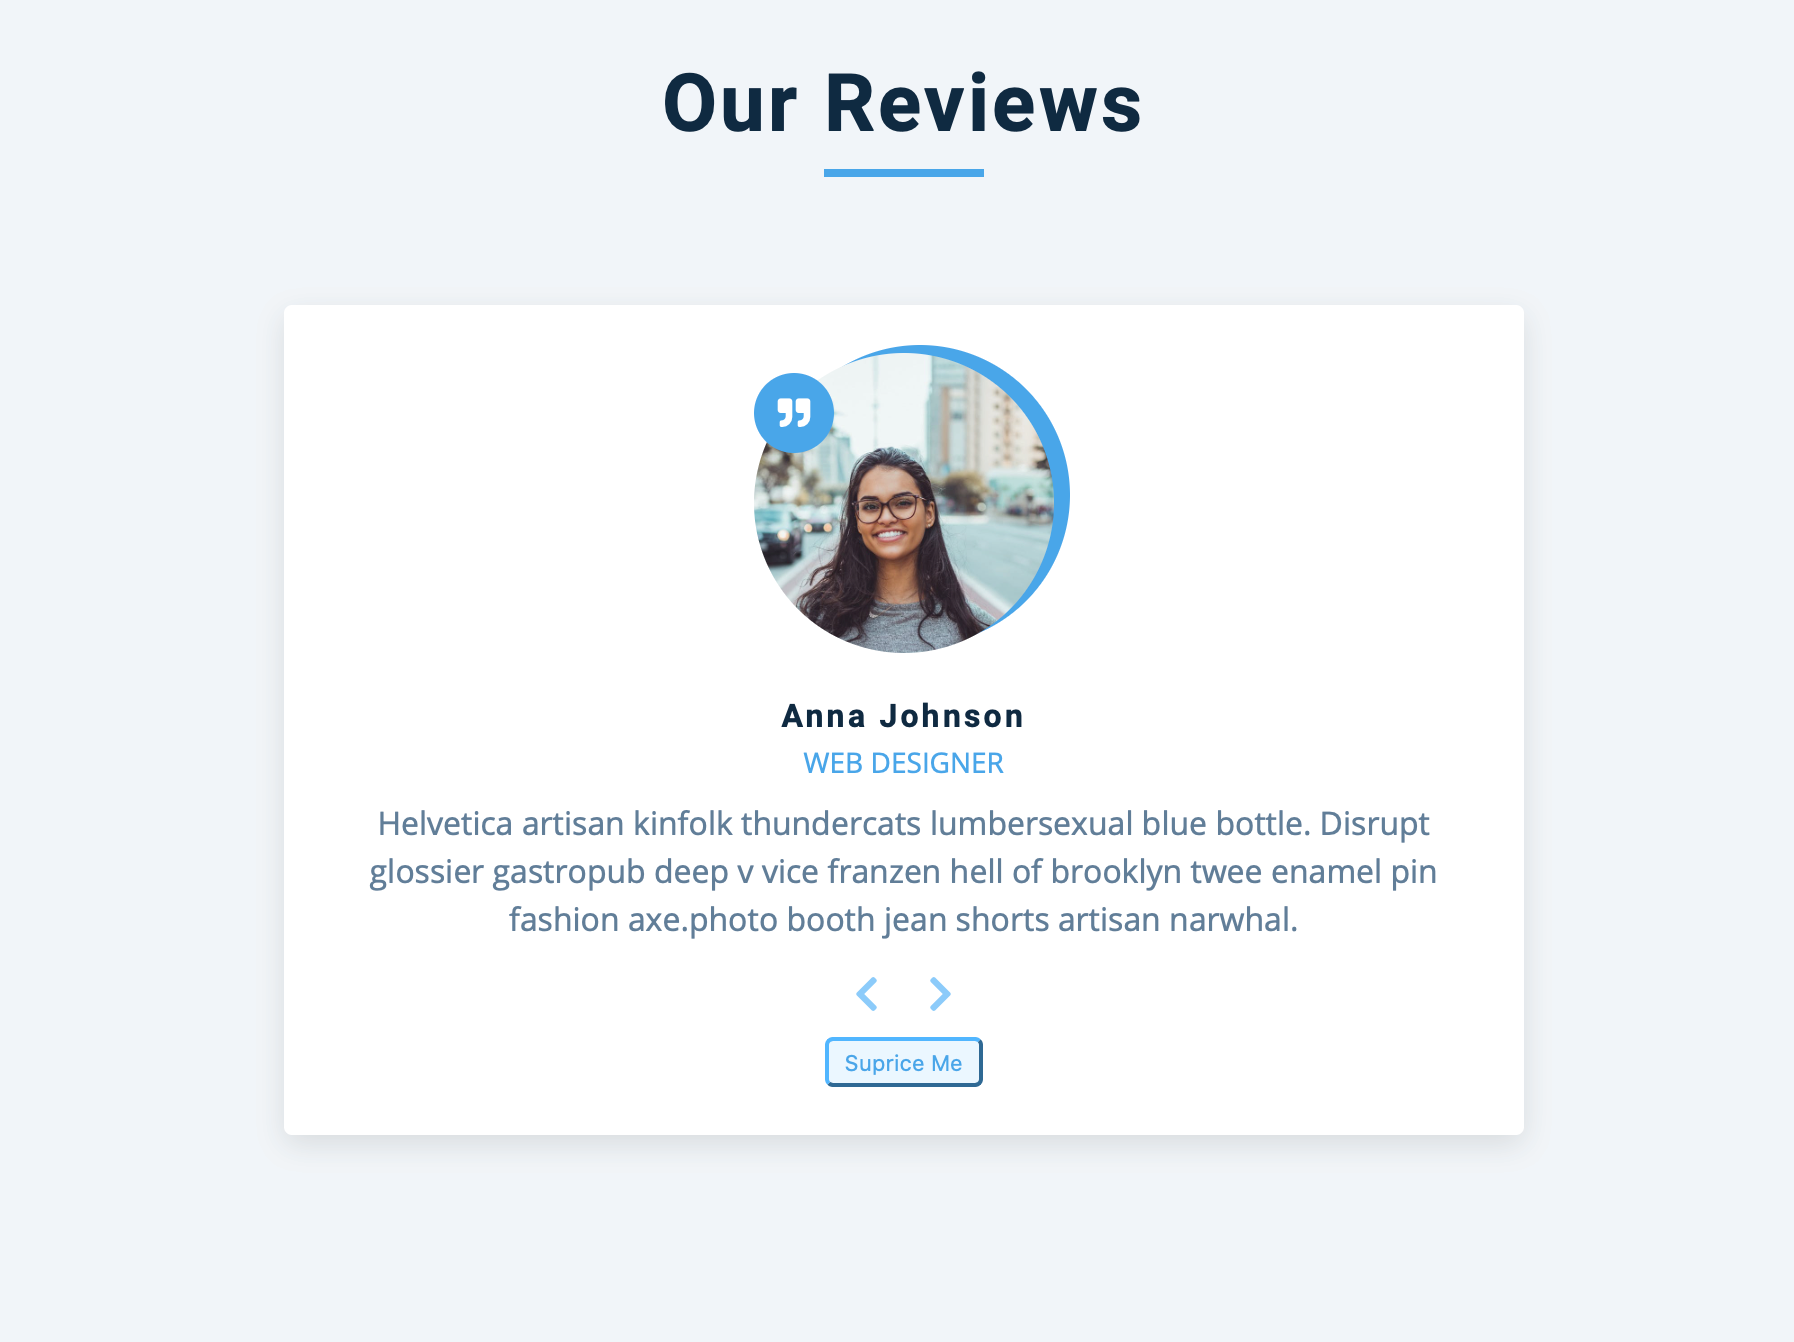 Our Reviews
Anna Johnson
WEB DESIGNER
Helvetica artisan kinfolk thundercats lumbersexual blue bottle. Disrupt
glossier gastropub deep v vice franzen hell of brooklyn twee enamel pin
fashion axe.photo booth jean shorts artisan narwhal.
Suprice Me